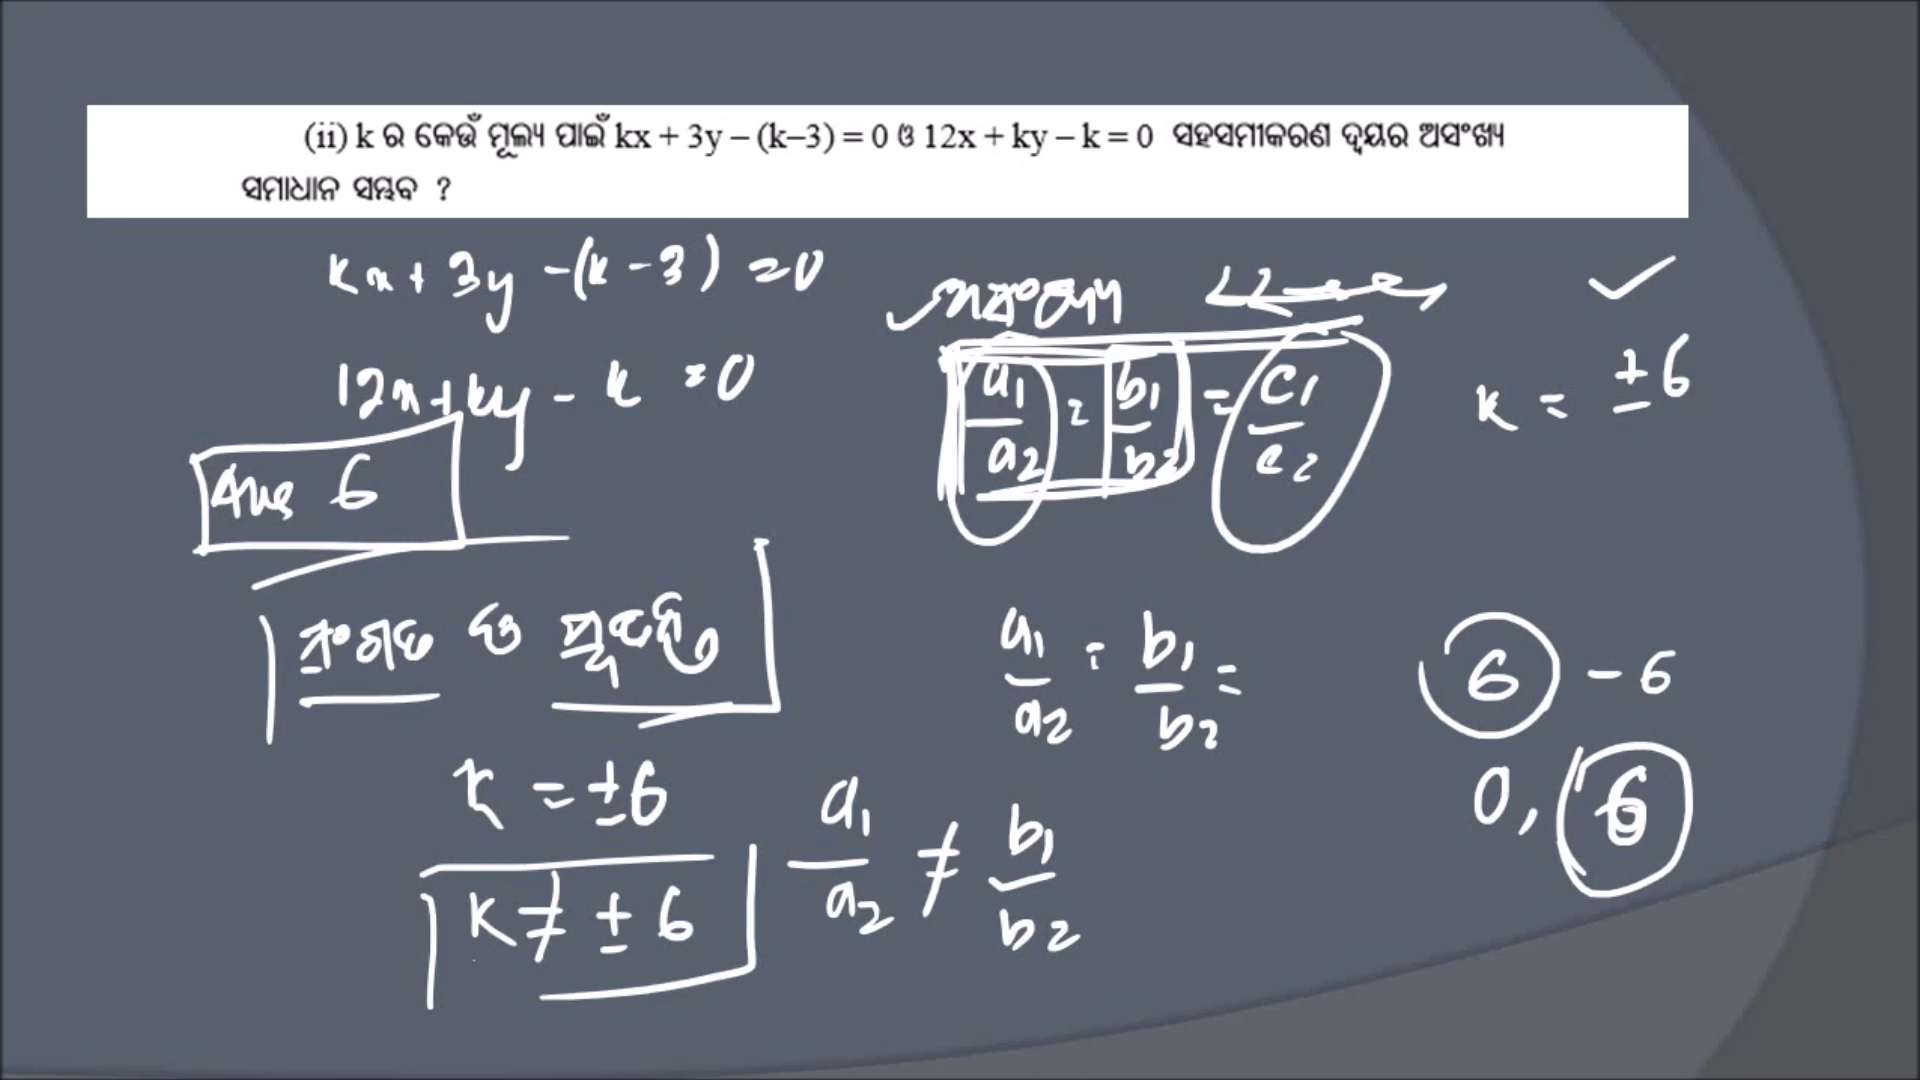 (ii) k ର କେଉଁ ମୂଲ୍ୟ ପାଇଁ kx + 3y – (k–3) = 0 ଓ 12x + ky – k = 0 ସହସମୀକରଣ ଦ୍ୱୟର ଅସଂଖ୍ୟ
ସମାଧାନ ସମ୍ଭବ ?
kx + 3y - (k - 3) = 0
12x + ky - k = 0
Ans 6
a1/a2 = b1/b2 = c1/c2
k = ±6
ସଂଗତ ଓ
a1/a2 = b1/b2 =
6 - 6
0, 6
k = ±6
k ≠ ±6
a1/a2 ≠ b1/b2